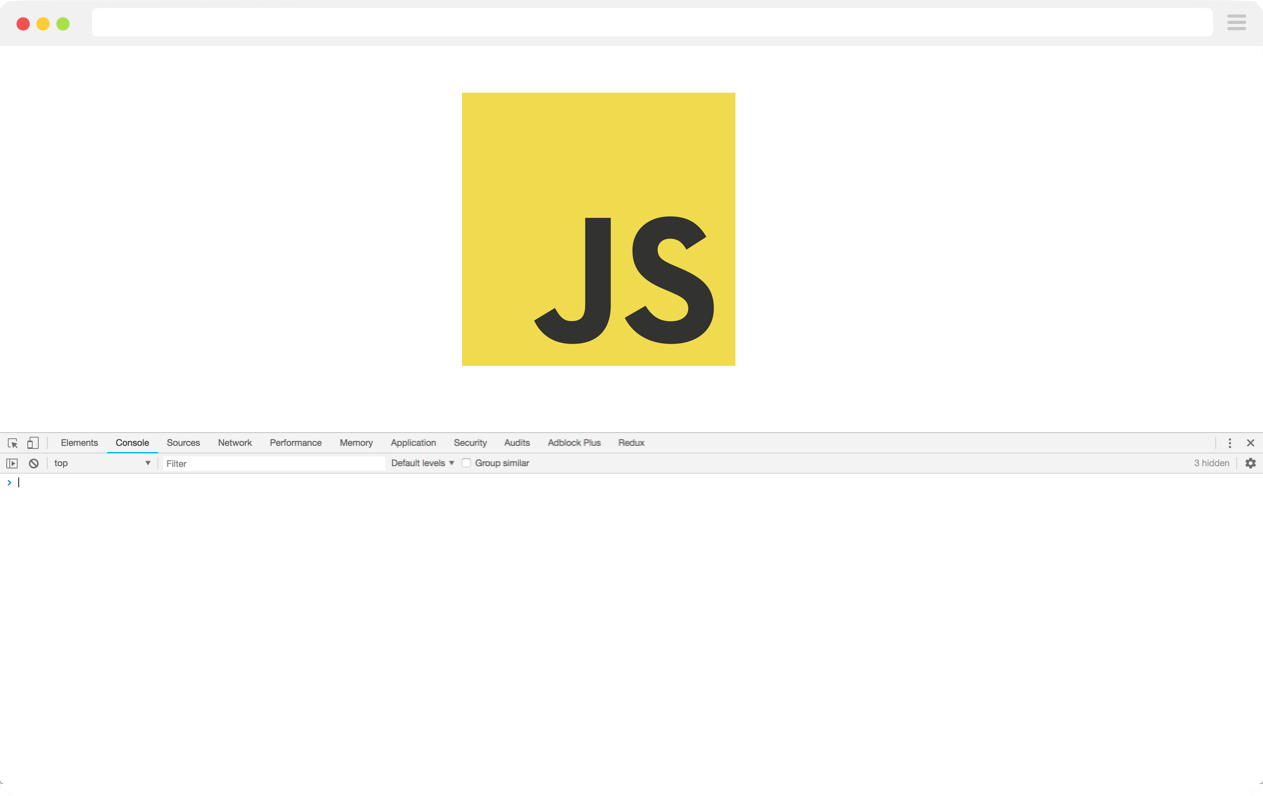 JS
Elements Console Sources Network Performance Memory Application Security Audits Adblock Plus Redux
top Filter Default levels Group similar 3 hidden